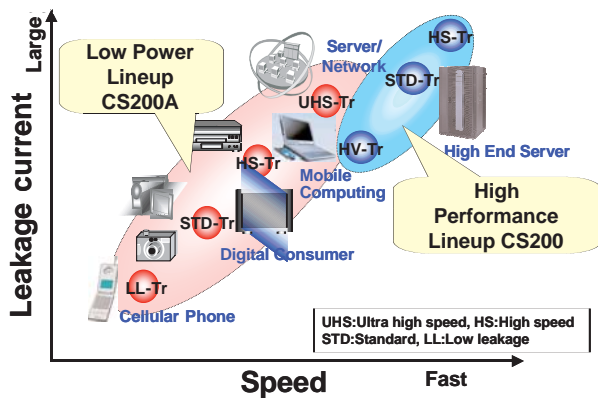 Large
Leakage current
Low Power
Lineup
CS200A
Server/
Network
HS-Tr
STD-Tr
UHS-Tr
HV-Tr
High End Server
HS-Tr
Mobile
Computing
High
Performance
Lineup CS200
STD-Tr
Digital Consumer
LL-Tr
Cellular Phone
UHS:Ultra high speed, HS:High speed
STD:Standard, LL:Low leakage
Speed
Fast